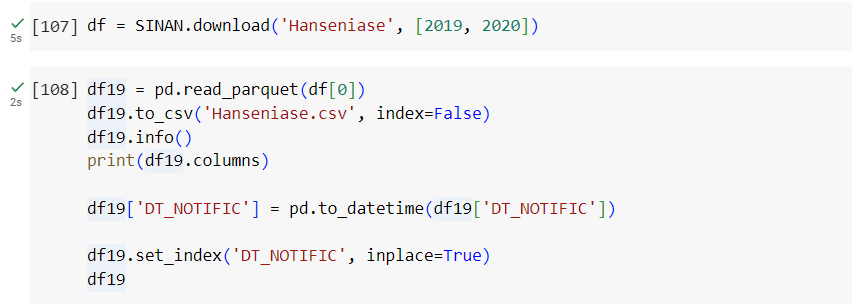 [107] df = SINAN.download('Hanseniase', [2019, 2020])
5s
[108] df19 = pd.read_parquet(df[0])
2s
df19.to_csv('Hanseniase.csv', index=False)
df19.info()
print(df19.columns)
df19['DT_NOTIFIC'] = pd.to_datetime(df19['DT_NOTIFIC'])
df19.set_index('DT_NOTIFIC', inplace=True)
df19